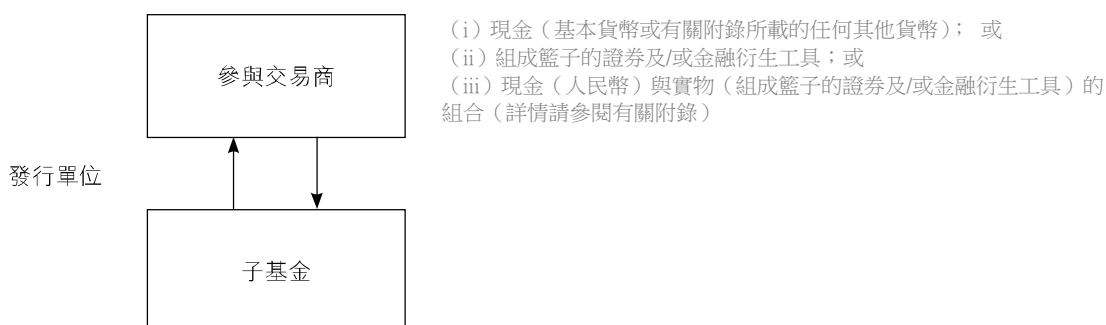 （i）現金（基本貨幣或有關附錄所載的任何其他貨幣）； 或
（ii）組成籃子的證券及/或金融衍生工具；或
（iii）現金（人民幣）與實物（組成籃子的證券及/或金融衍生工具）的
組合（詳情請參閱有關附錄）
參與交易商
發行單位
子基金